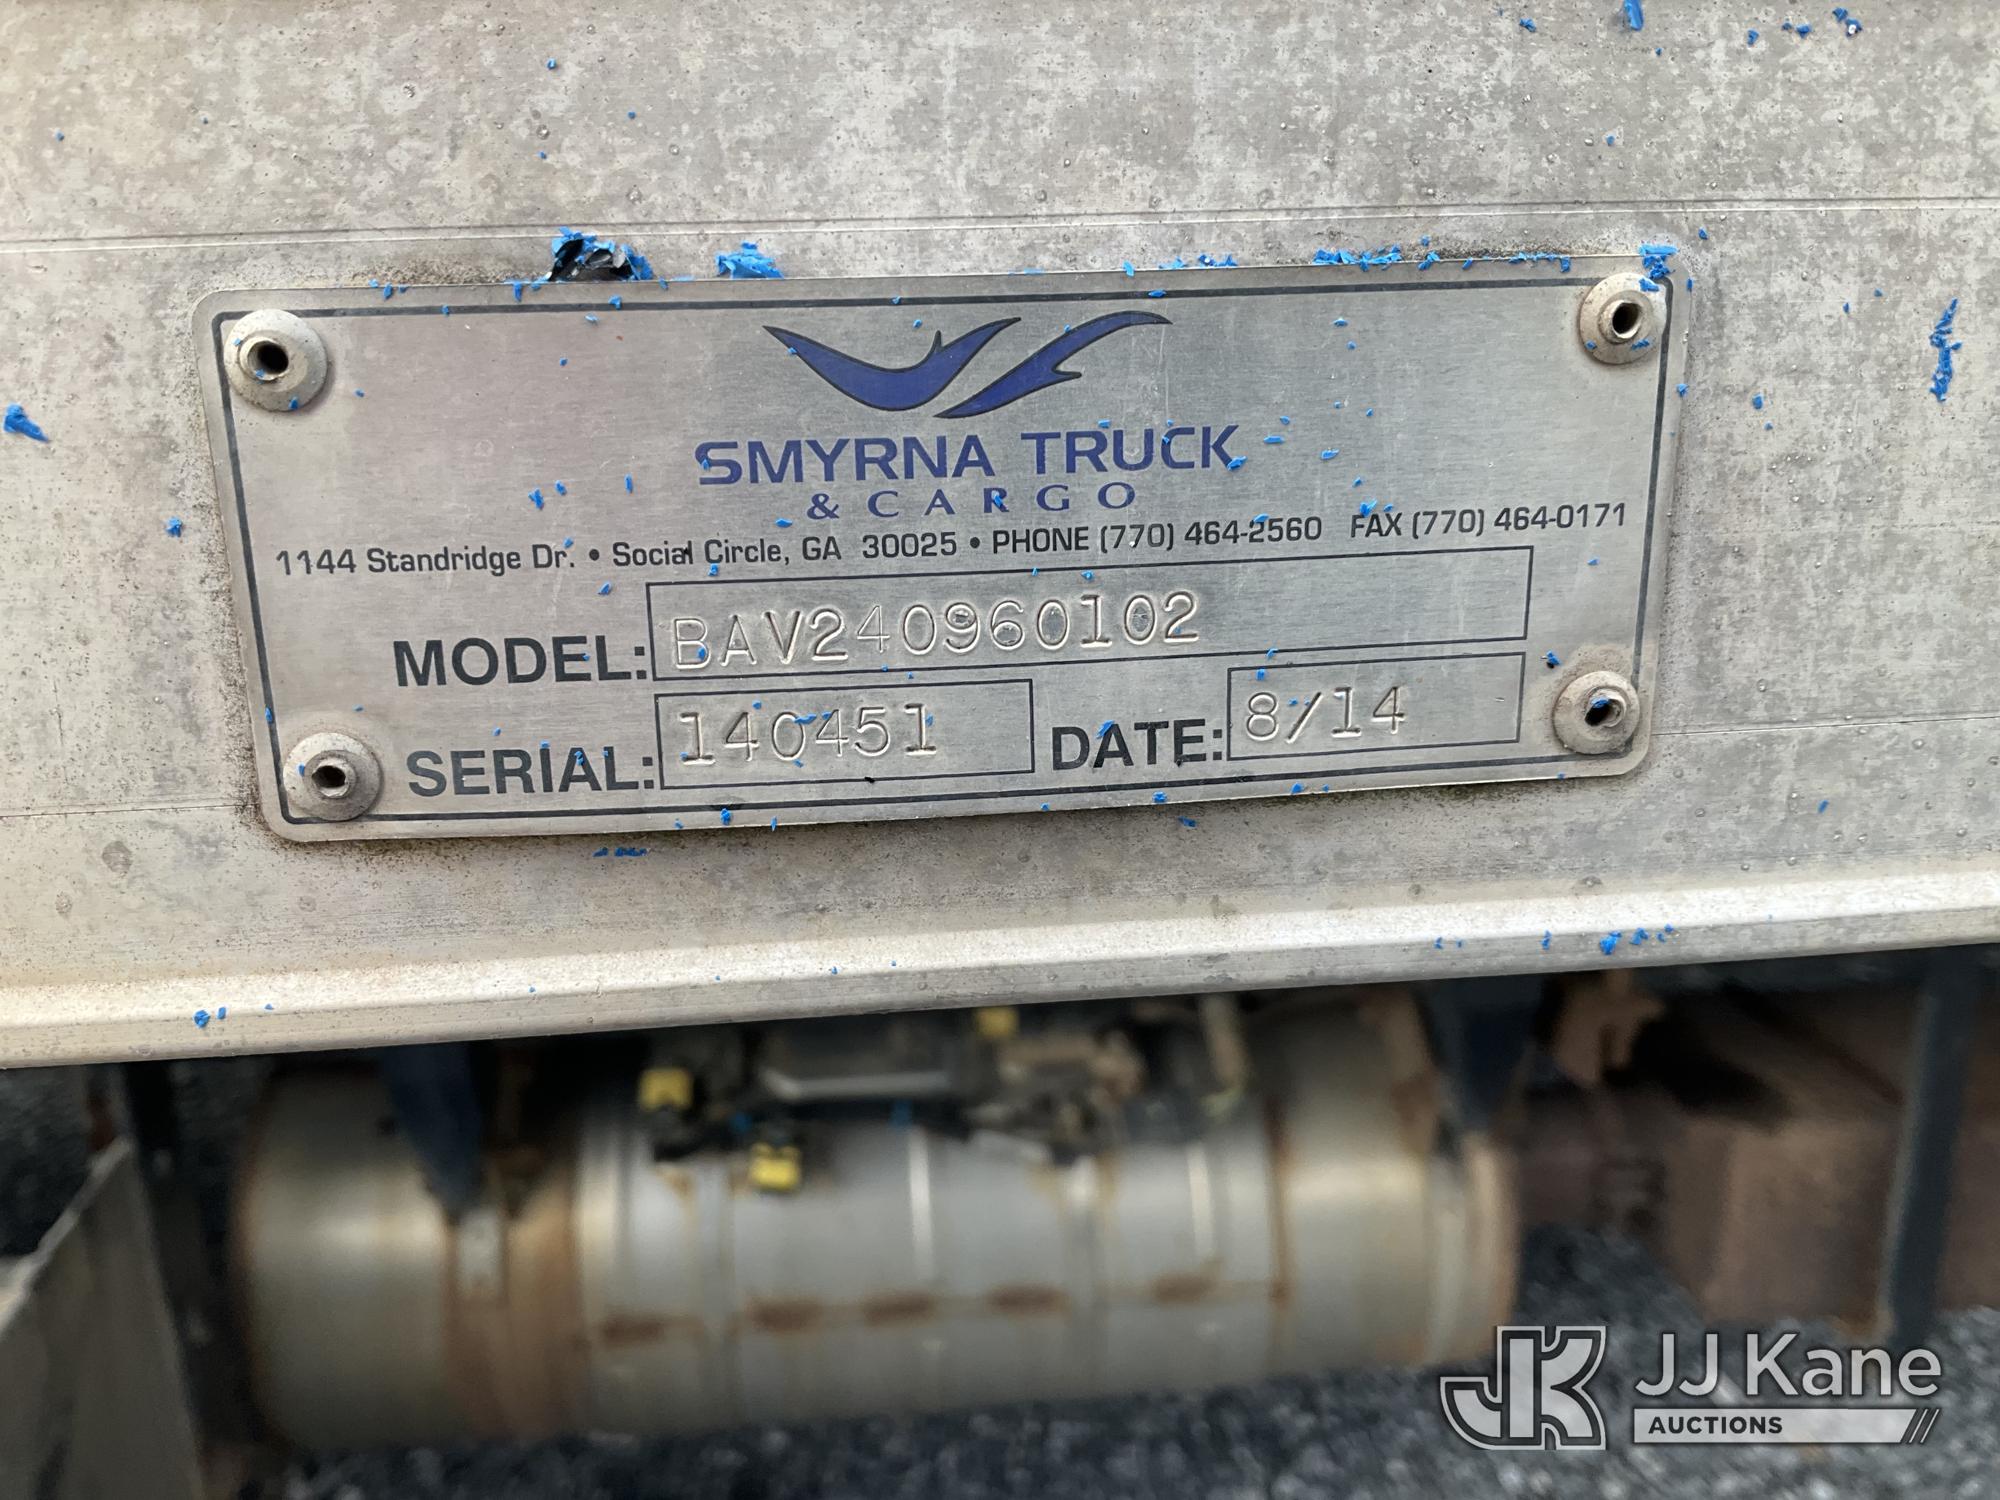 SMYRNA TRUCK
& CARGO
1144 Standridge Dr. • Social Circle, GA 30025 • PHONE (770) 464-2560 FAX (770) 464-0171
MODEL: BAV240960102
SERIAL: 140451 DATE: 8/14
JK JJ Kane
AUCTIONS